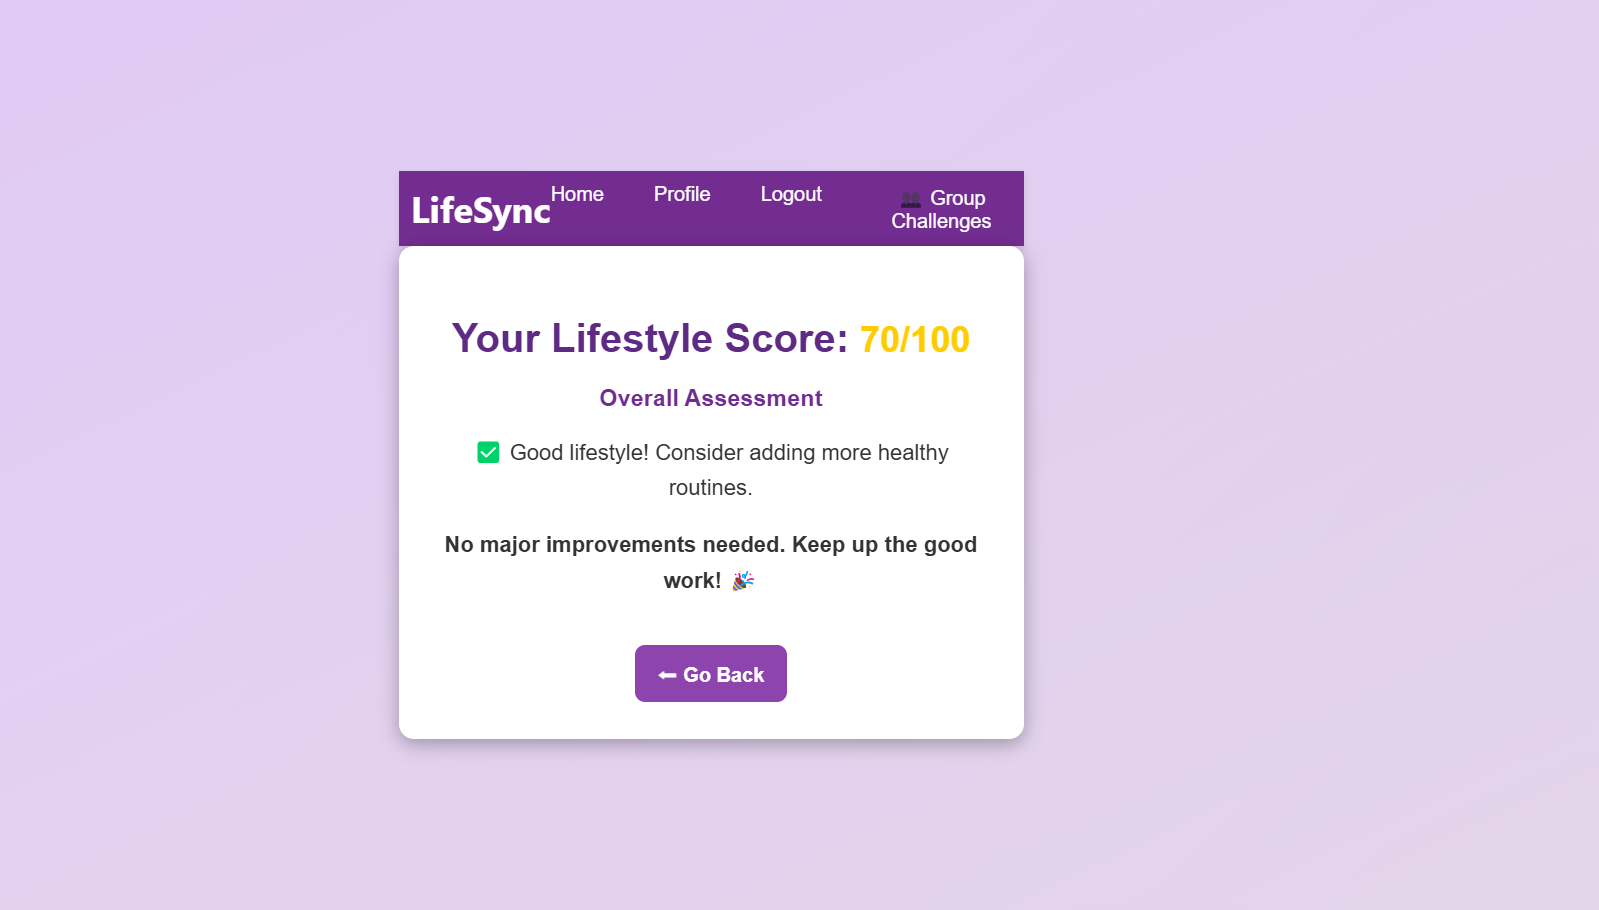 LifeSync
Home
Profile
Logout
👥 Group
Challenges
Your Lifestyle Score: 70/100
Overall Assessment
✅ Good lifestyle! Consider adding more healthy
routines.
No major improvements needed. Keep up the good
work! 🎉
⬅ Go Back